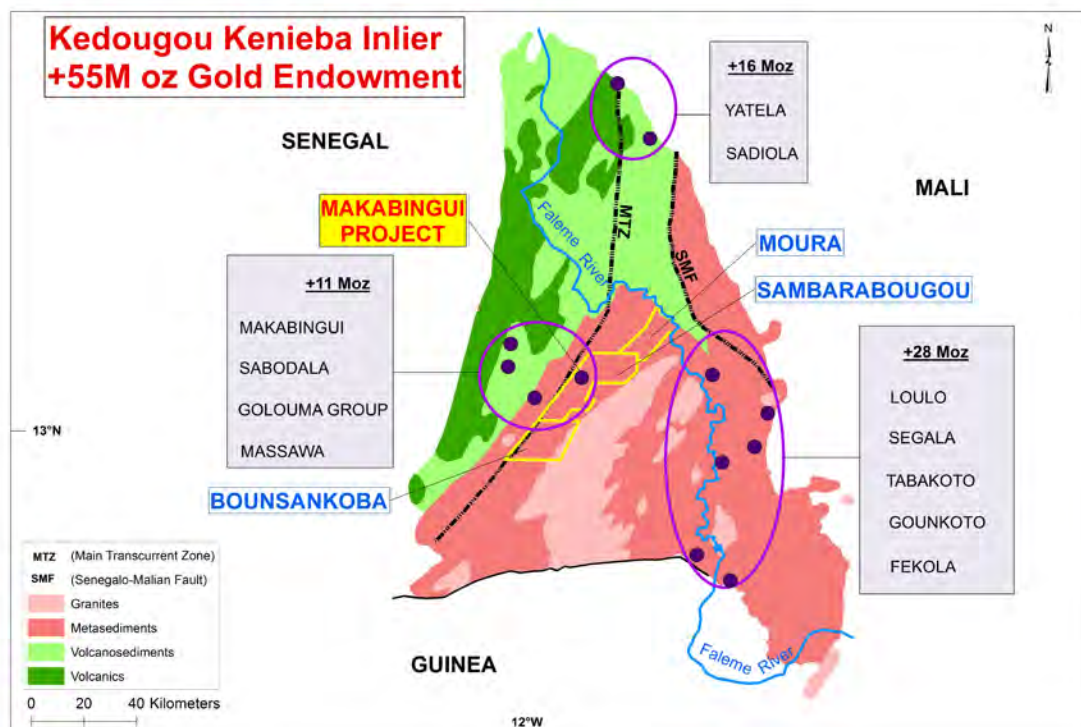 Kedougou Kenieba Inlier
+55M oz Gold Endowment
N
+16 Moz
YATELA
SADIOLA
SENEGAL
MALI
MAKABINGUI
PROJECT
Faleme River
MTZ
SMF
MOURA
SAMBARABOUGOU
+11 Moz
MAKABINGUI
SABODALA
GOLOUMA GROUP
MASSAWA
+28 Moz
LOULO
SEGALA
TABAKOTO
GOUNKOTO
FEKOLA
13°N
BOUNSANKOBA
MTZ (Main Transcurrent Zone)
SMF (Senegalo-Malian Fault)
Granites
Metasediments
Volcanosediments
Volcanics
0 20 40 Kilometers
GUINEA
Faleme River
12°W